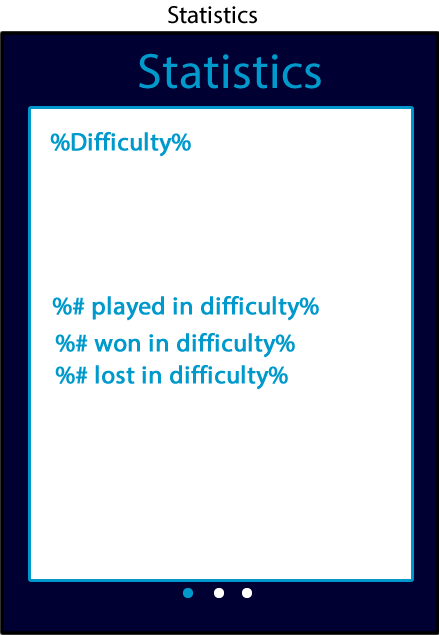 Statistics
Statistics
%Difficulty%
%# played in difficulty%
%# won in difficulty%
%# lost in difficulty%